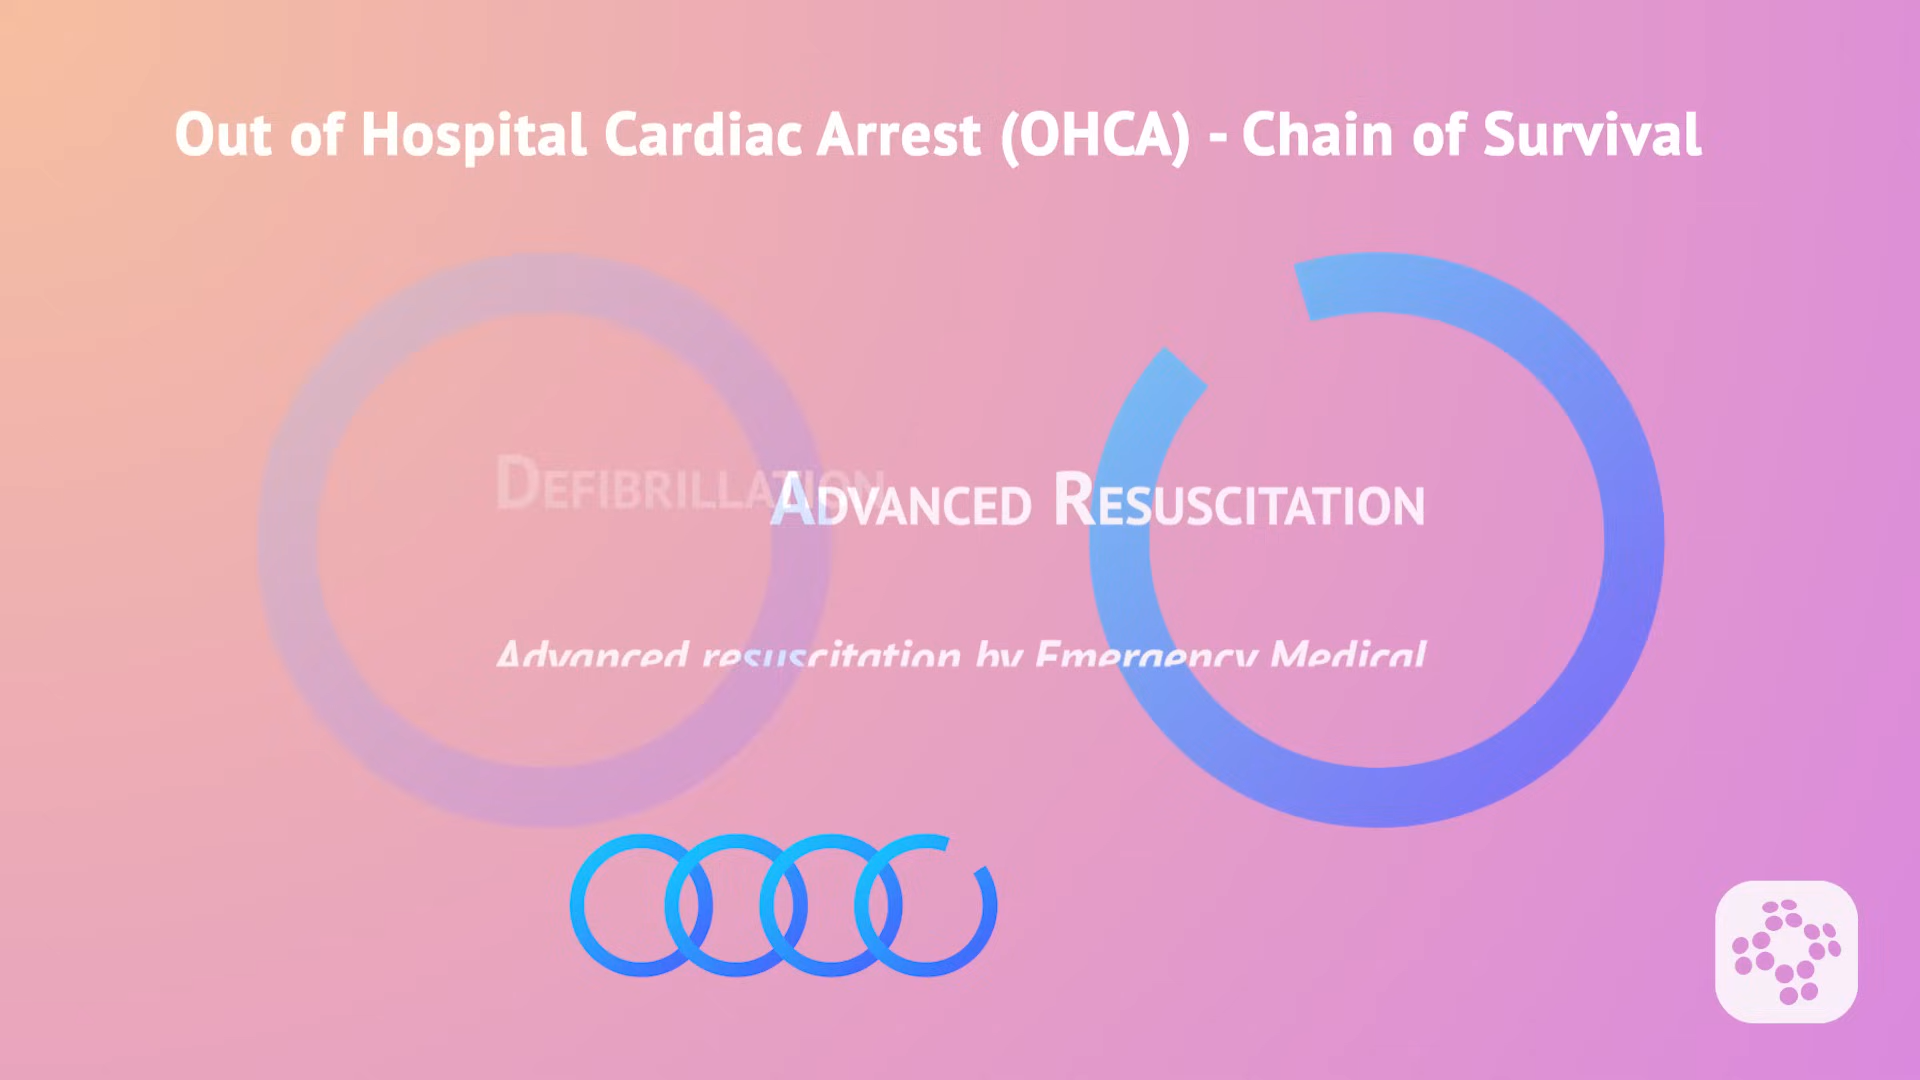 Out of Hospital Cardiac Arrest (OHCA) - Chain of Survival
Defibrillation
Advanced Resuscitation
Advanced resuscitation by Emergency Medical